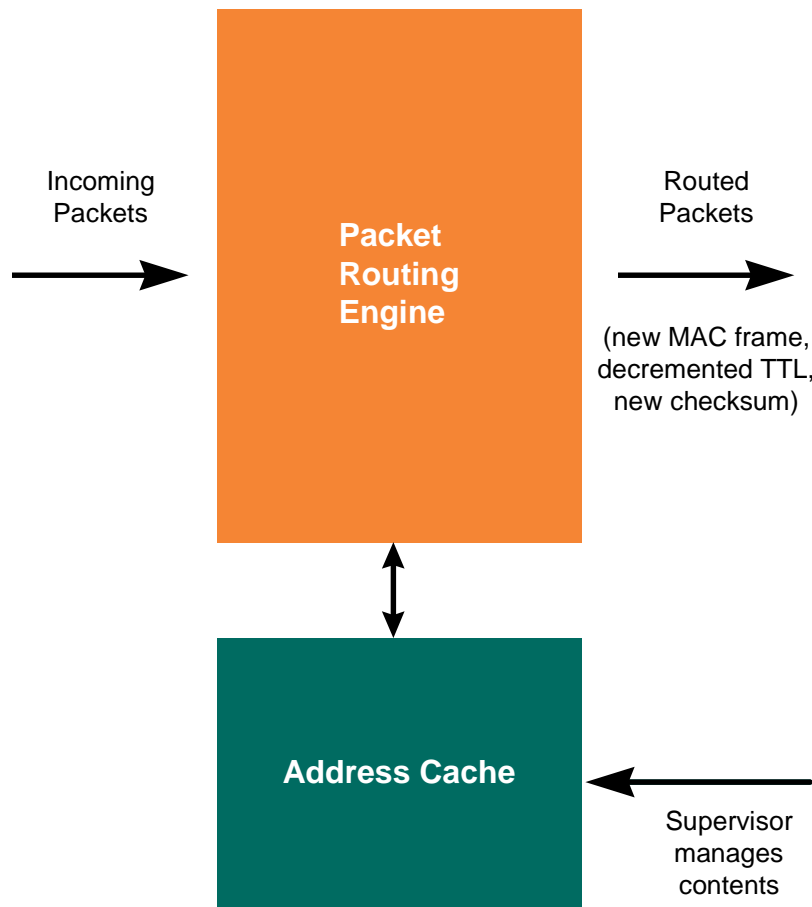 Incoming
Packets
Packet
Routing
Engine
Routed
Packets
(new MAC frame,
decremented TTL,
new checksum)
Address Cache
Supervisor
manages
contents